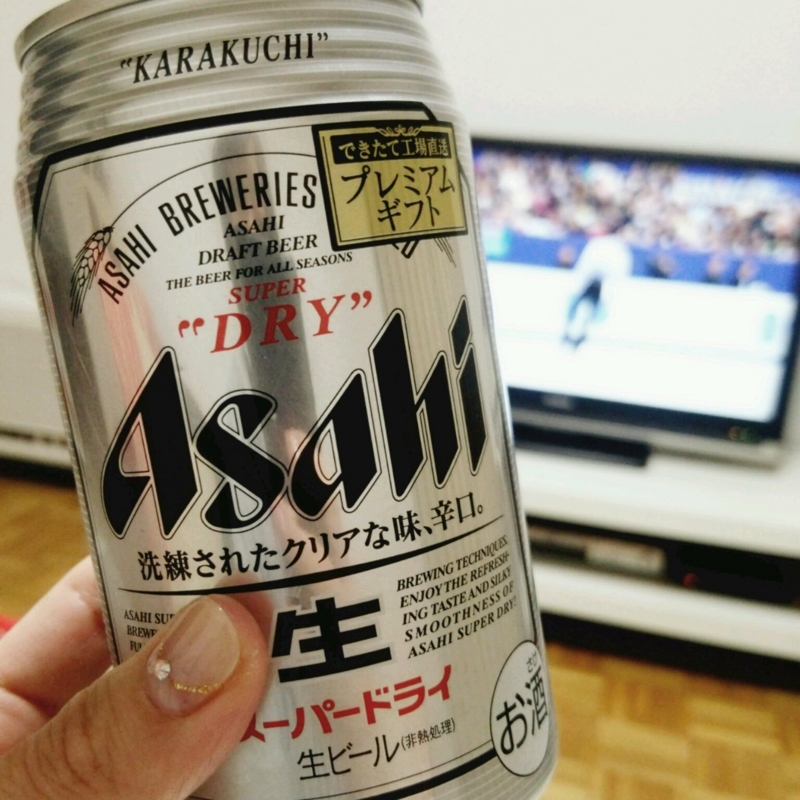 "KARAKUCHI"
できたて工場直送
プレミアム
ギフト
ASAHI BREWERIES
ASAHI
DRAFT BEER
THE BEER FOR ALL SEASONS
SUPER
"DRY"
Asahi
洗練されたクリアな味、辛口。
BREWING TECHNIQUES.
ENJOY THE REFRESH-
ING TASTE AND SILKY
SMOOTHNESS OF
ASAHI SUPER DRY!
ASAHI
生
スーパードライ
生ビール(非熱処理)
お酒